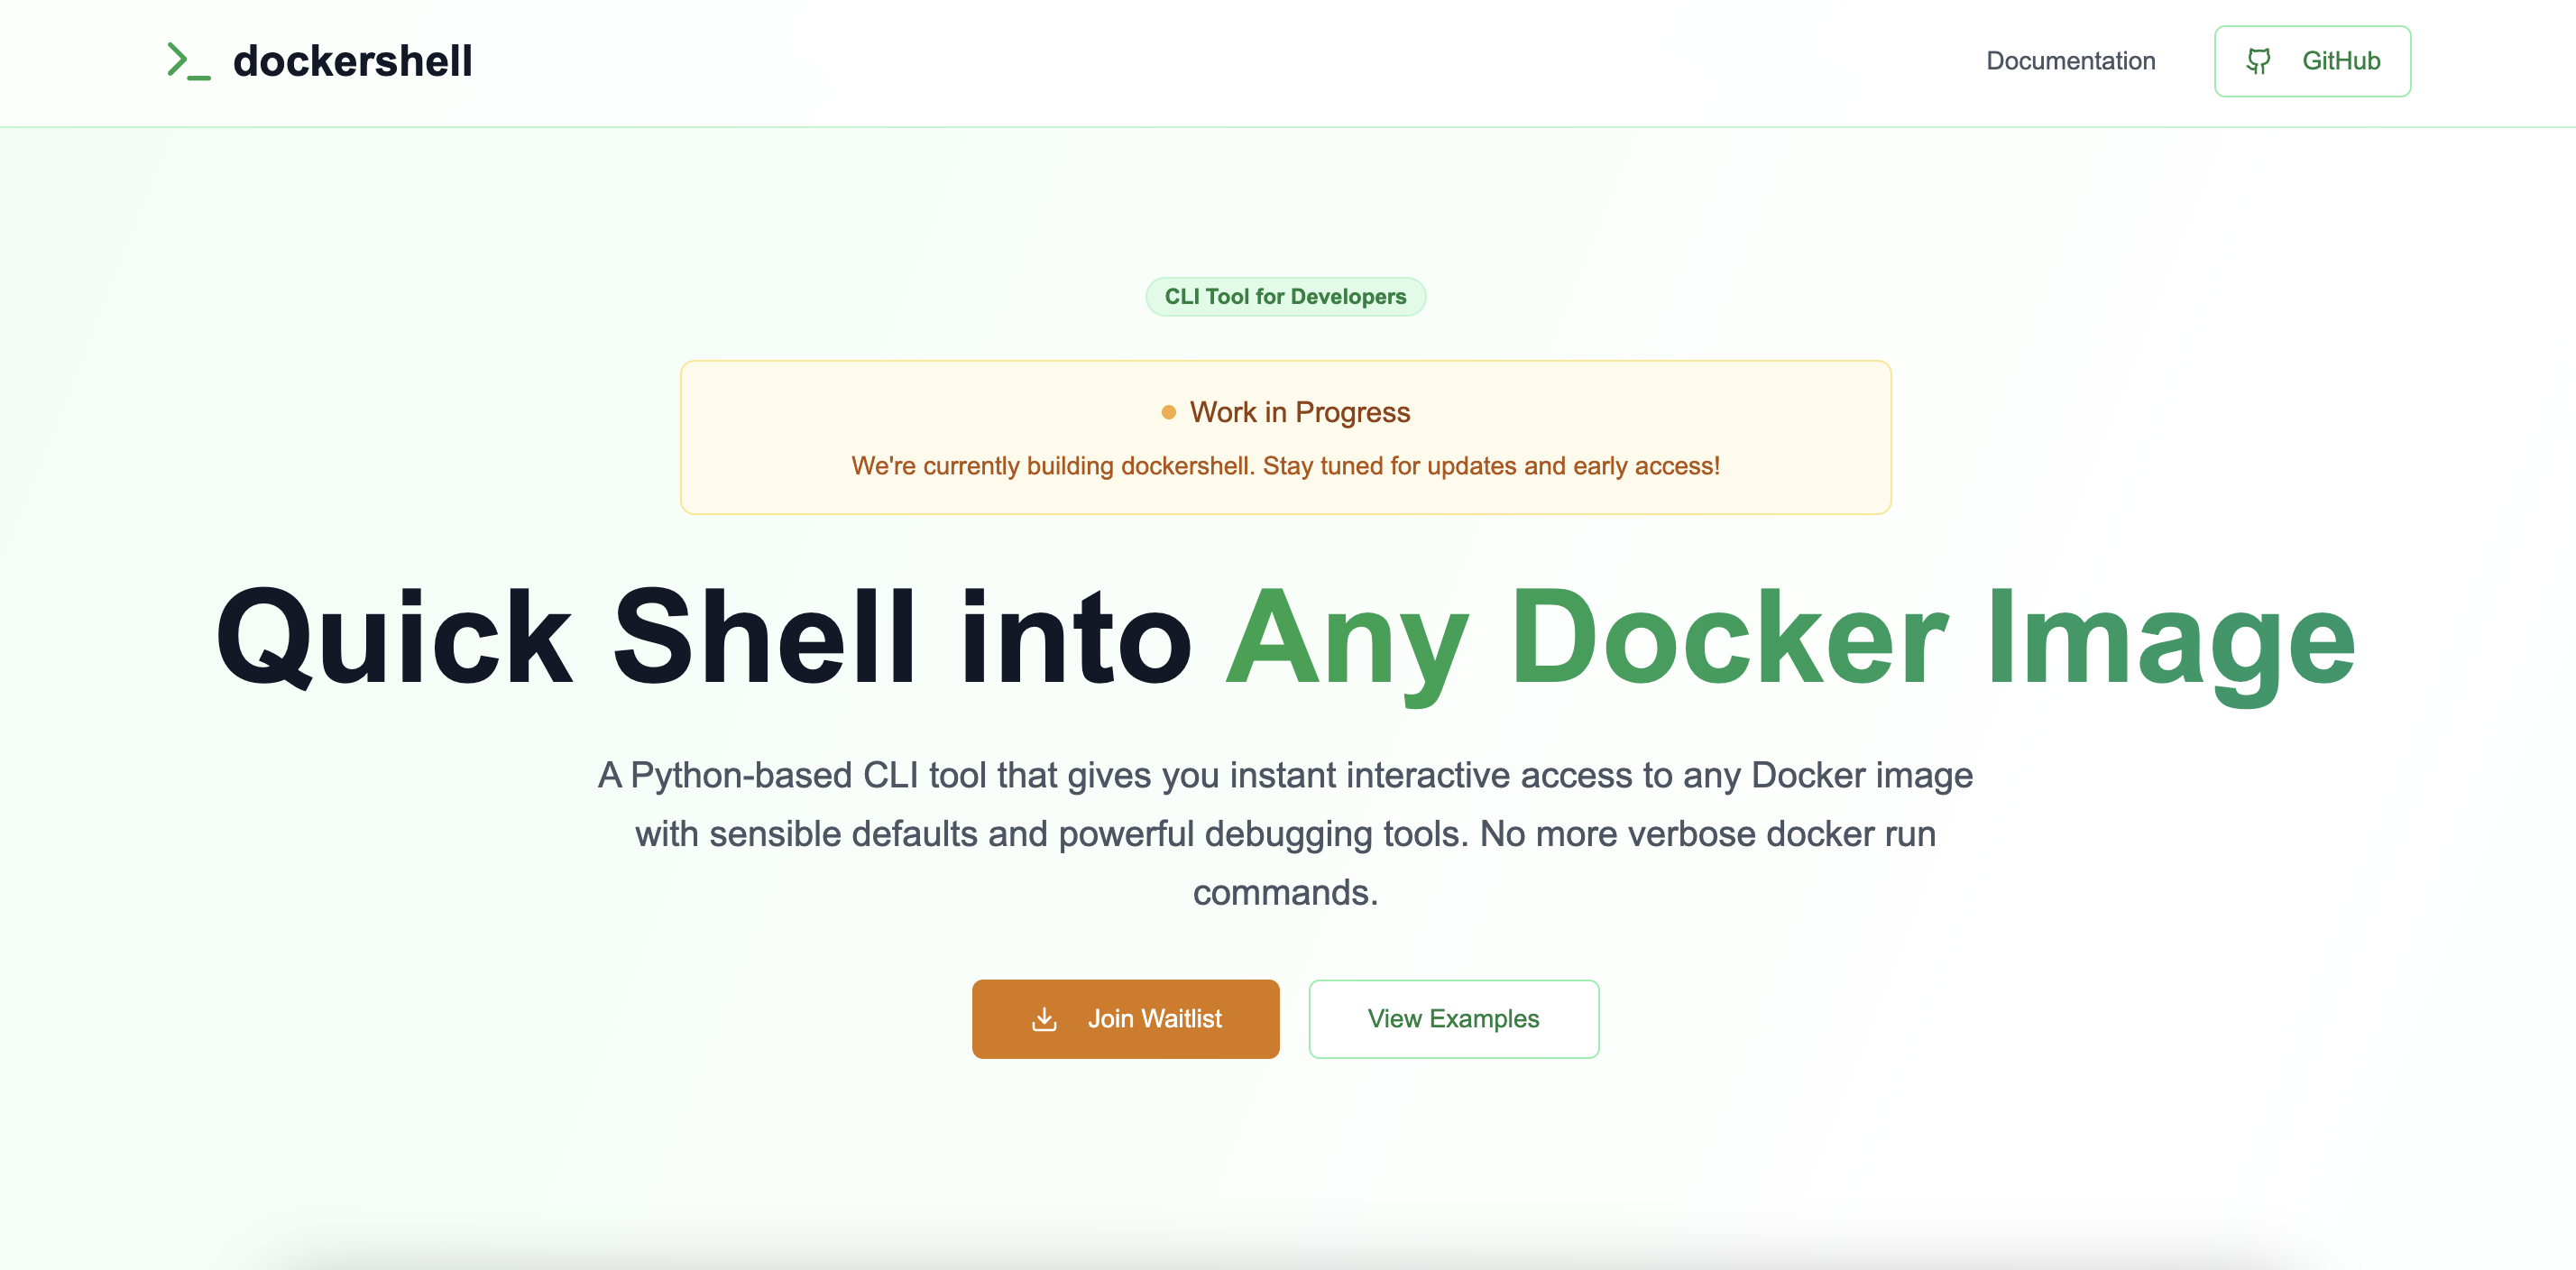 dockershell
Documentation
GitHub
CLI Tool for Developers
Work in Progress
We're currently building dockershell. Stay tuned for updates and early access!
Quick Shell into Any Docker Image
A Python-based CLI tool that gives you instant interactive access to any Docker image
with sensible defaults and powerful debugging tools. No more verbose docker run
commands.
Join Waitlist
View Examples